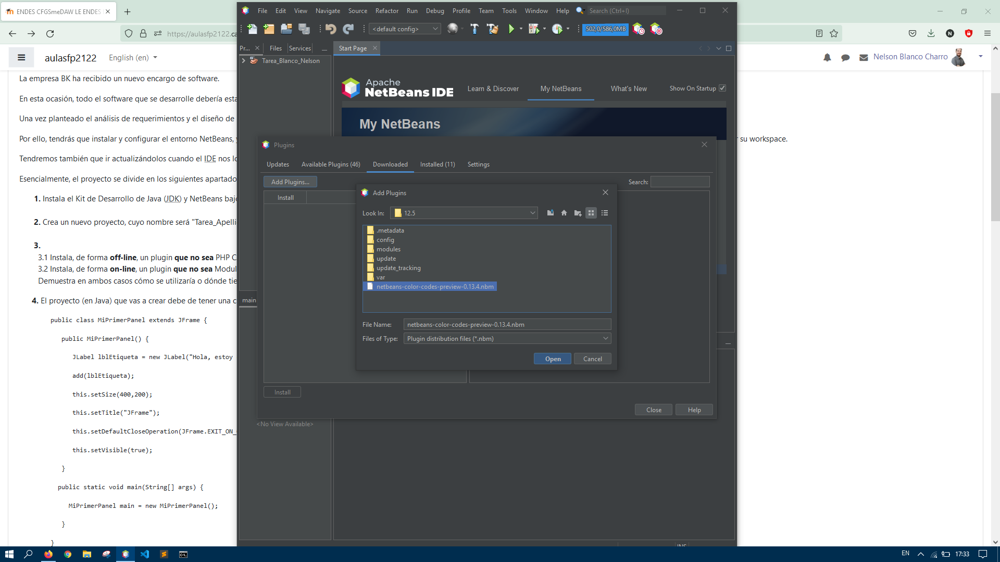 ENDES CFGSmeDAW LE ENDES
https://aulasfp2122.ca
aulasfp2122
English (en)
Nelson Blanco Charro
La empresa BK ha recibido un nuevo encargo de software.
En esta ocasión, todo el software que se desarrolle debería esta
Una vez planteado el análisis de requerimientos y el diseño de
Por ello, tendrás que instalar y configurar el entorno NetBeans, y
r su workspace.
Tendremos también que ir actualizándolos cuando el IDE nos lo
Esencialmente, el proyecto se divide en los siguientes apartado
1. Instala el Kit de Desarrollo de Java (JDK) y NetBeans bajo
2. Crea un nuevo proyecto, cuyo nombre será "Tarea_Apelli
3.
3.1 Instala, de forma off-line, un plugin que no sea PHP C
3.2 Instala, de forma on-line, un plugin que no sea Modul
Demuestra en ambos casos cómo se utilizaría o dónde tie
4. El proyecto (en Java) que vas a crear debe de tener una c
public class MiPrimerPanel extends JFrame {
public MiPrimerPanel() {
JLabel lblEtiqueta = new JLabel("Hola, estoy
add(lblEtiqueta);
this.setSize(400,200);
this.setTitle("JFrame");
this.setDefaultCloseOperation(JFrame.EXIT_ON_
this.setVisible(true);
}
public static void main(String[] args) {
MiPrimerPanel main = new MiPrimerPanel();
}
}
File Edit View Navigate Source Refactor Run Debug Profile Team Tools Window Help
Search (Ctrl+I)
<default config>
502,0/586,0MB
Pr... Files Services
Start Page
Tarea_Blanco_Nelson
Apache
NetBeans IDE
Learn & Discover My NetBeans What's New Show On Startup
My NetBeans
main
<No View Available>
INS
Plugins
Updates Available Plugins (46) Downloaded Installed (11) Settings
Add Plugins...
Search:
Install
Install
Close Help
Add Plugins
Look In: 12.5
.metadata
config
modules
update
update_tracking
var
netbeans-color-codes-preview-0.13.4.nbm
File Name: netbeans-color-codes-preview-0.13.4.nbm
Files of Type: Plugin distribution files (*.nbm)
Open Cancel
EN 17:33